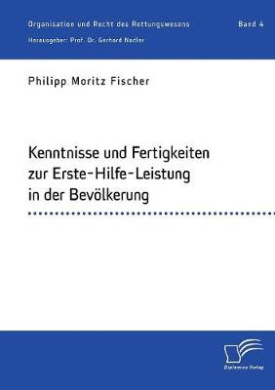 Organisation und Recht des Rettungswesens Band 4
Herausgeber: Prof. Dr. Gerhard Nadler
Philipp Moritz Fischer
Kenntnisse und Fertigkeiten
zur Erste-Hilfe-Leistung
in der Bevölkerung
Diplomica Verlag